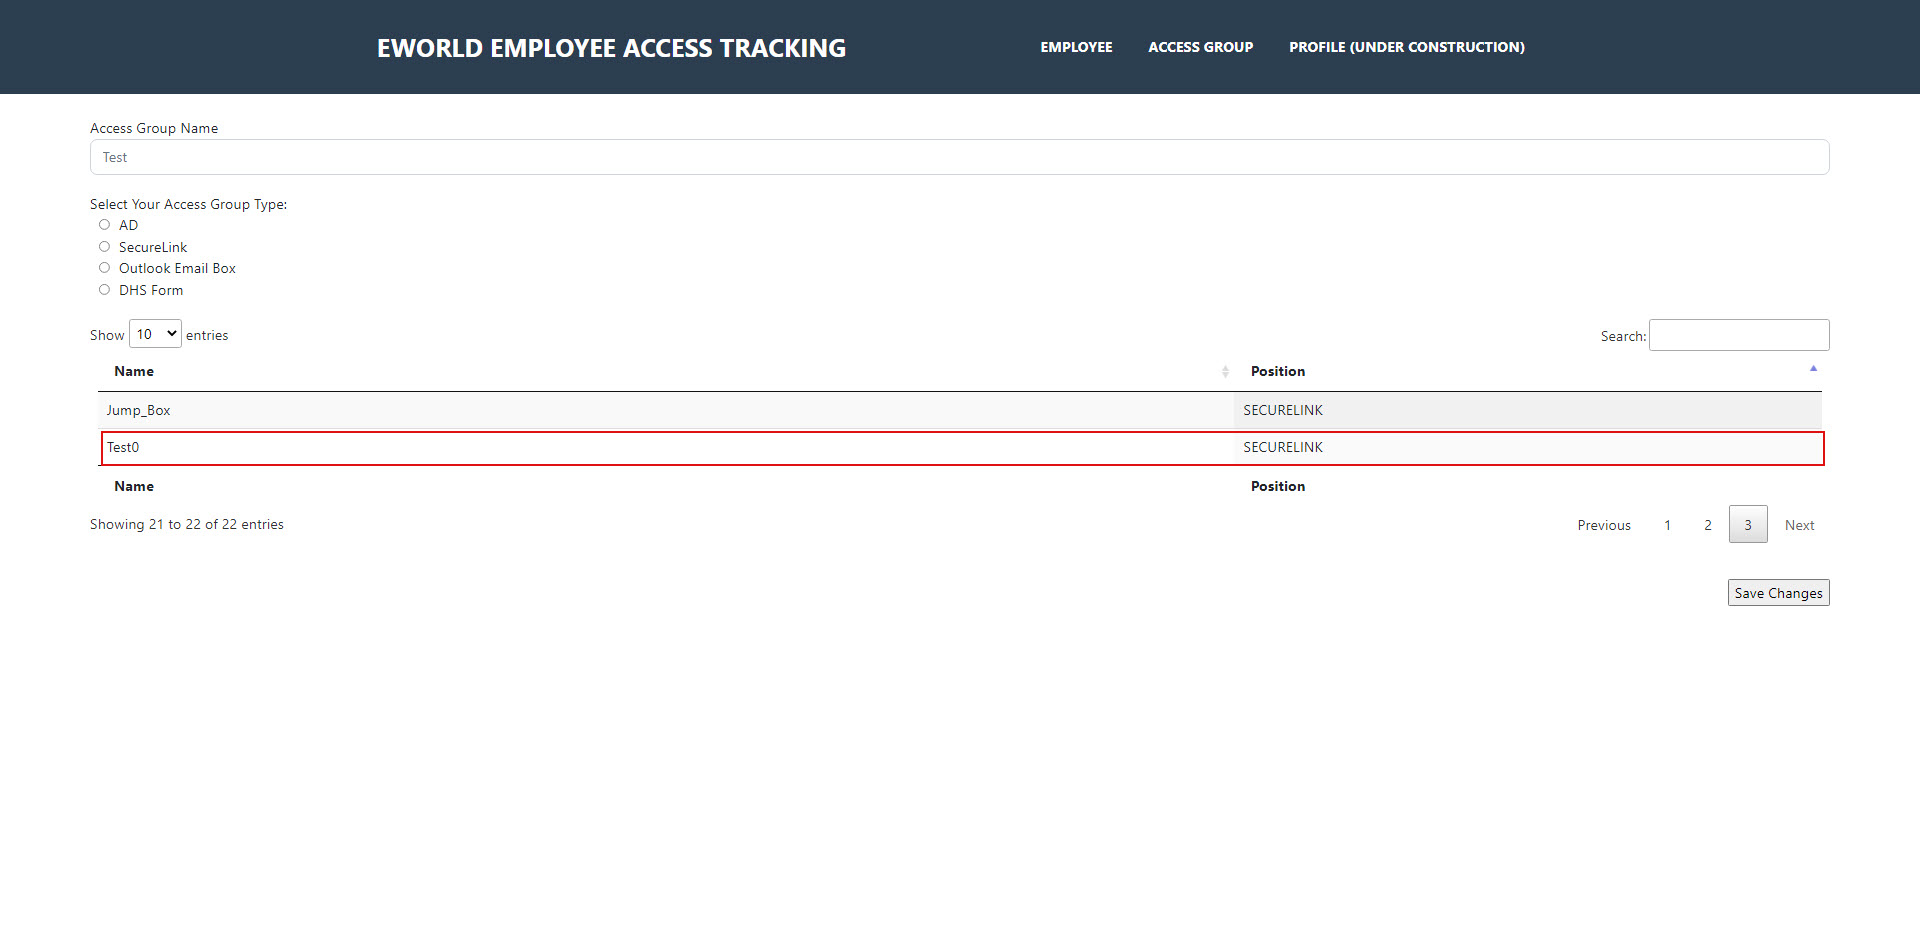 EWORLD EMPLOYEE ACCESS TRACKING
EMPLOYEE ACCESS GROUP PROFILE (UNDER CONSTRUCTION)
Access Group Name
Test
Select Your Access Group Type:
AD
SecureLink
Outlook Email Box
DHS Form
Show 10 entries
Search:
Name Position
Jump_Box SECURELINK
Test0 SECURELINK
Name Position
Showing 21 to 22 of 22 entries
Previous 1 2 3 Next
Save Changes